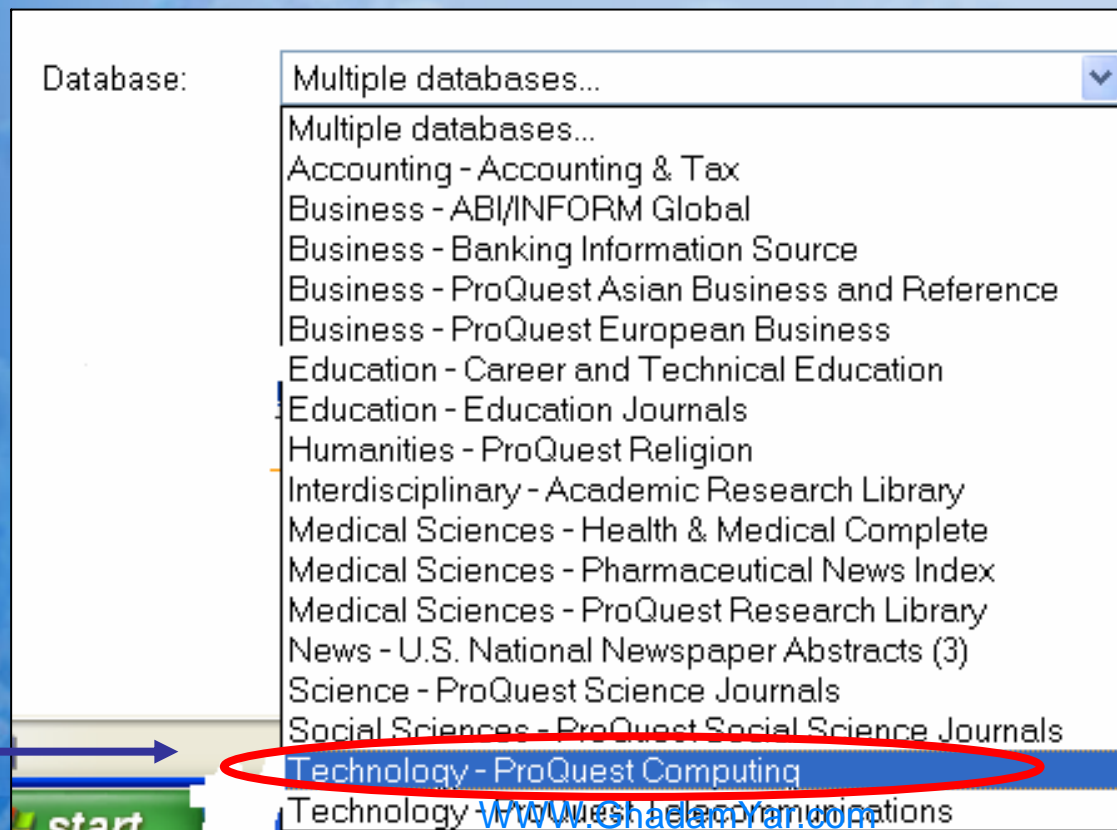 Database: Multiple databases...
Multiple databases...
Accounting - Accounting & Tax
Business - ABI/INFORM Global
Business - Banking Information Source
Business - ProQuest Asian Business and Reference
Business - ProQuest European Business
Education - Career and Technical Education
Education - Education Journals
Humanities - ProQuest Religion
Interdisciplinary - Academic Research Library
Medical Sciences - Health & Medical Complete
Medical Sciences - Pharmaceutical News Index
Medical Sciences - ProQuest Research Library
News - U.S. National Newspaper Abstracts (3)
Science - ProQuest Science Journals
Social Sciences - ProQuest Social Science Journals
Technology - ProQuest Computing
Technology - ProQuest Telecommunications
WWW.GhadamYar.com
start